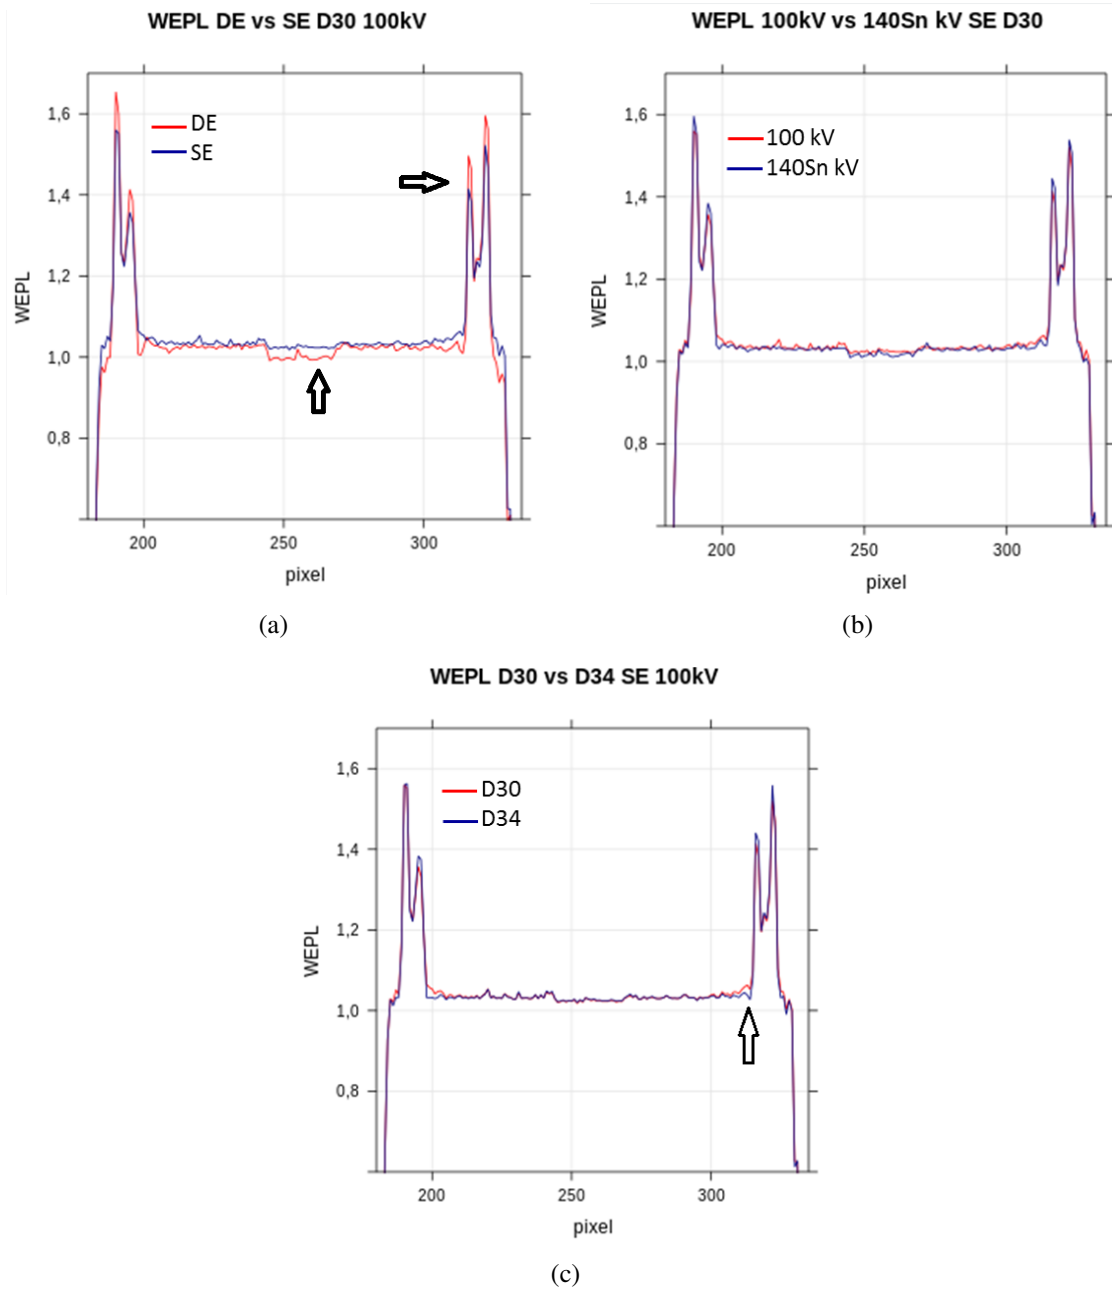 WEPL DE vs SE D30 100kV
1,6
1,4
1,2
1,0
0,8
WEPL
DE
SE
200
250
300
pixel
(a)
WEPL 100kV vs 140Sn kV SE D30
1,6
1,4
1,2
1,0
0,8
WEPL
100 kV
140Sn kV
200
250
300
pixel
(b)
WEPL D30 vs D34 SE 100kV
1,6
1,4
1,2
1,0
0,8
WEPL
D30
D34
200
250
300
pixel
(c)